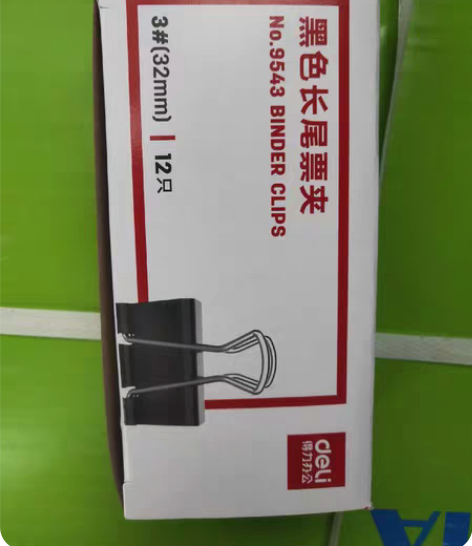 黑色长尾票夹
No.9543 BINDER CLIPS
3#(32mm) | 12只
deli
得力办公